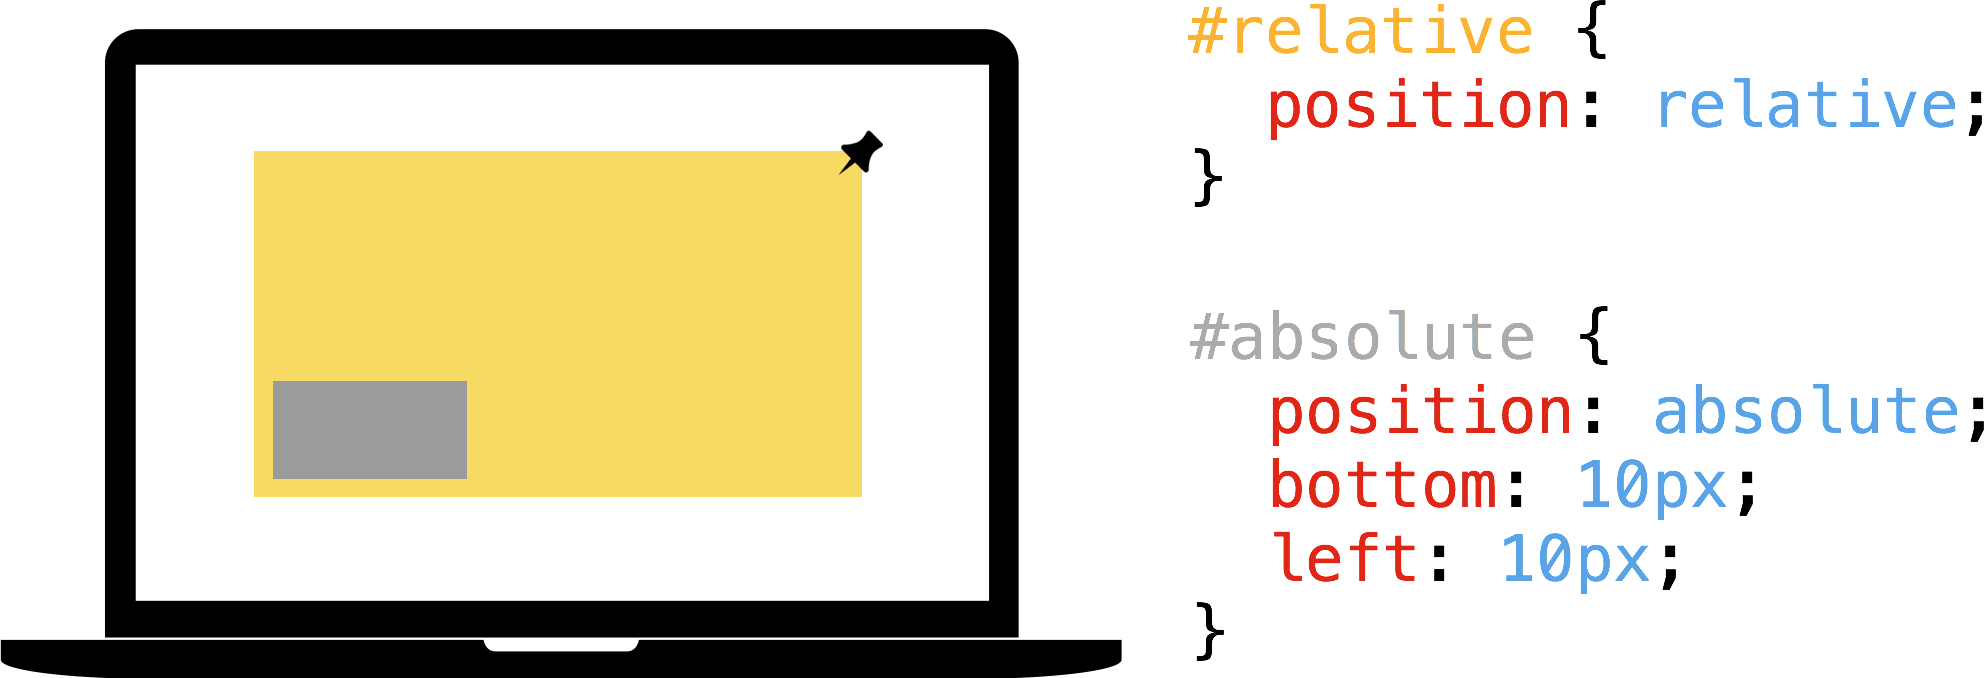 #relative {
  position: relative;
}
#absolute {
  position: absolute;
  bottom: 10px;
  left: 10px;
}